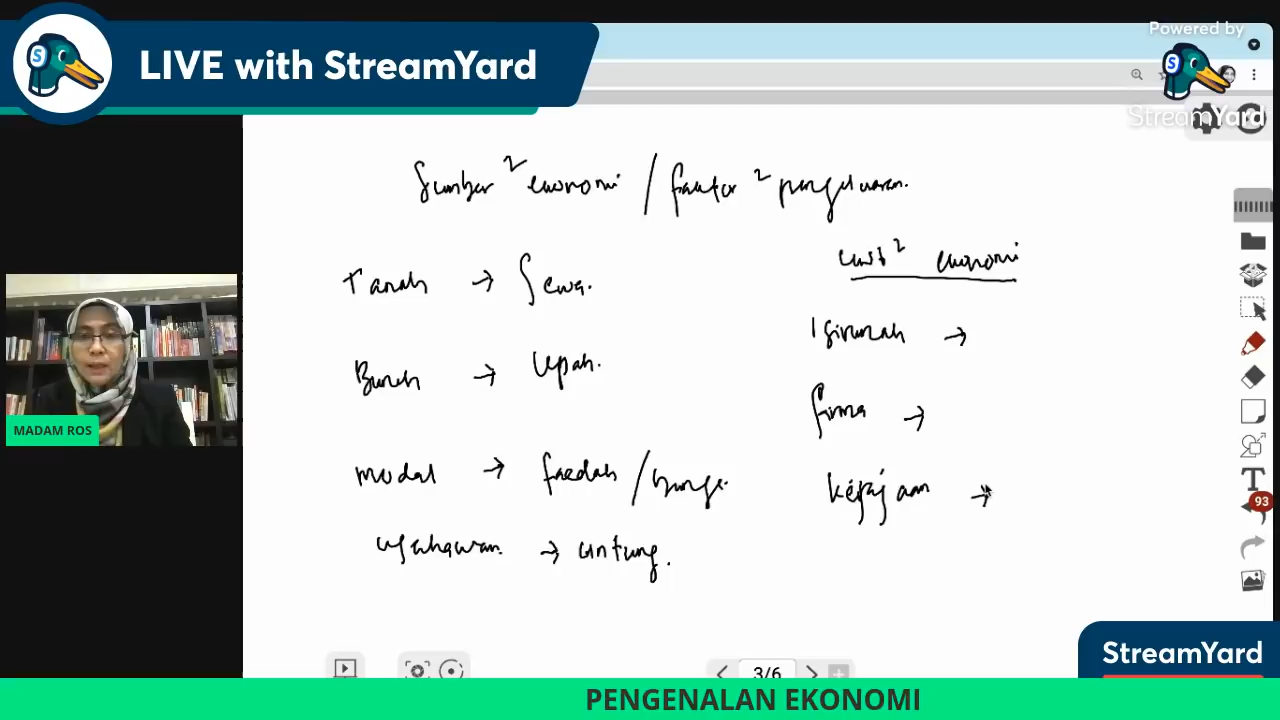 LIVE with StreamYard
Powered by
StreamYard
Sumber² ekonomi / faktor² pengeluaran.
Tanah → Sewa.
Buruh → Upah.
modal → faedah / bunga.
usahawan → untung.
unit² ekonomi
Isirumah →
firma →
kerajaan →
MADAM ROS
93
3/6
StreamYard
PENGENALAN EKONOMI